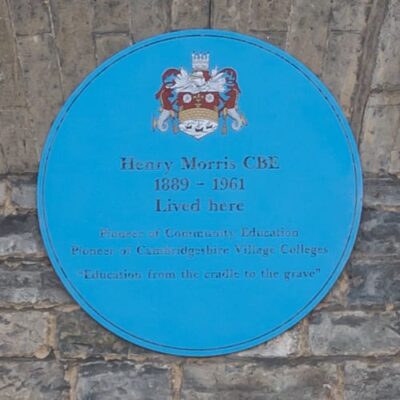 Henry Morris CBE
1889 - 1961
Lived here
Pioneer of Community Education
Pioneer of Cambridgeshire Village Colleges
"Education from the cradle to the grave"